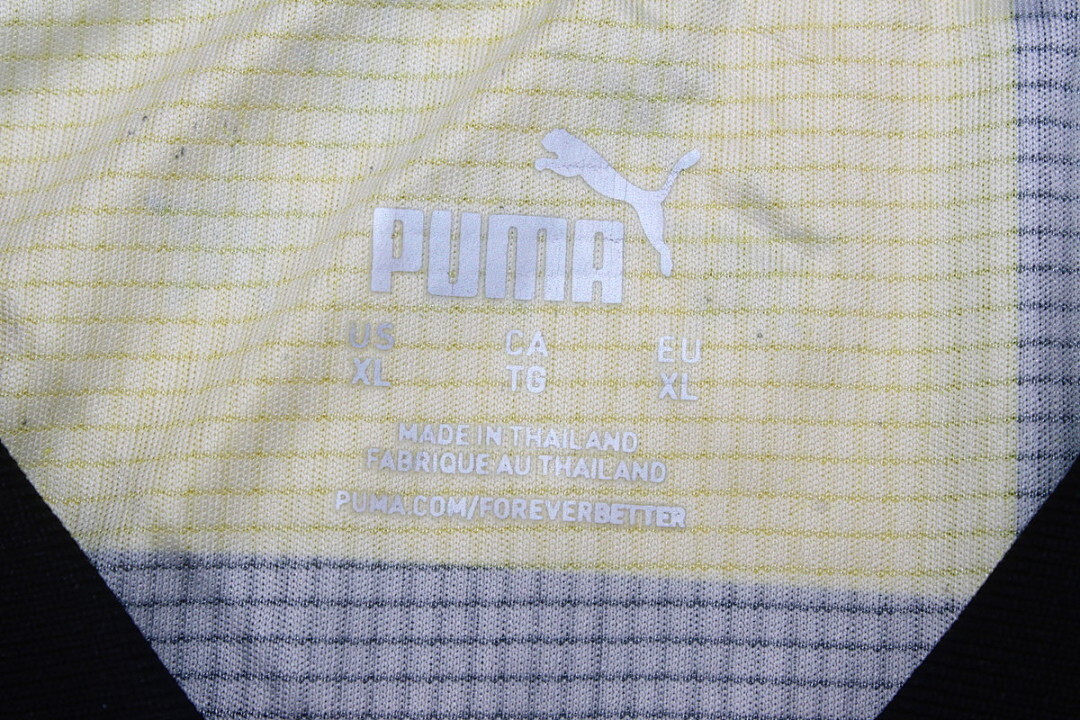 PUMA
US CA EU
XL TG XL
MADE IN THAILAND
FABRIQUE AU THAILAND
PUMA.COM/FOREVERBETTER